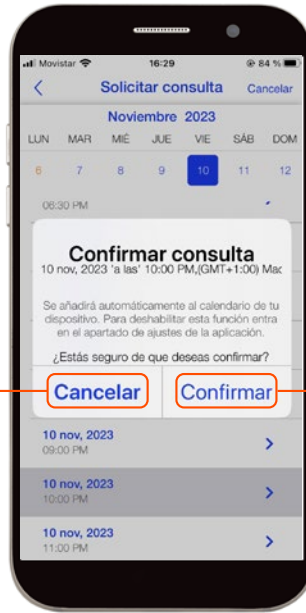 Movistar 16:29 84 %
Solicitar consulta Cancelar
Noviembre 2023
LUN MAR MIÉ JUE VIE SÁB DOM
6 7 8 9 10 11 12
06:30 PM
Confirmar consulta
10 nov, 2023 'a las' 10:00 PM,(GMT+1:00) Mad
Se añadirá automáticamente al calendario de tu
dispositivo. Para deshabilitar esta función entra
en el apartado de ajustes de la aplicación.
¿Estás seguro de que deseas confirmar?
Cancelar Confirmar
10 nov, 2023
09:00 PM
10 nov, 2023
10:00 PM
10 nov, 2023
11:00 PM